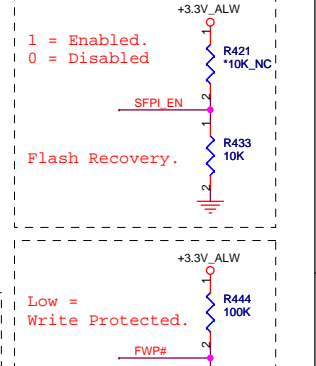 +3.3V_ALW
1
1 = Enabled.
0 = Disabled
R421
*10K_NC
2
SFPI_EN
1
Flash Recovery.
R433
10K
2
+3.3V_ALW
1
Low =
Write Protected.
R444
100K
2
FWP#